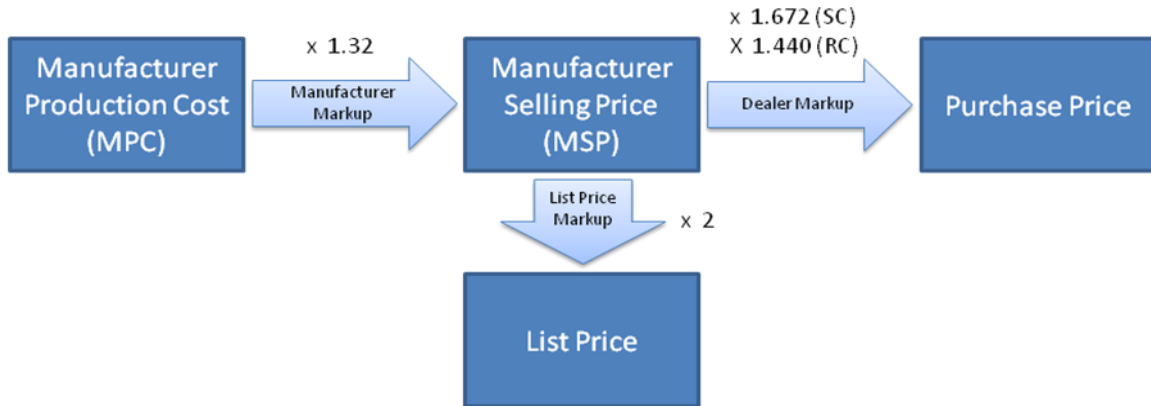 x 1.672 (SC)
X 1.440 (RC)
Manufacturer
Production Cost
(MPC)
x 1.32
Manufacturer
Markup
Manufacturer
Selling Price
(MSP)
Dealer Markup
Purchase Price
List Price
Markup
x 2
List Price